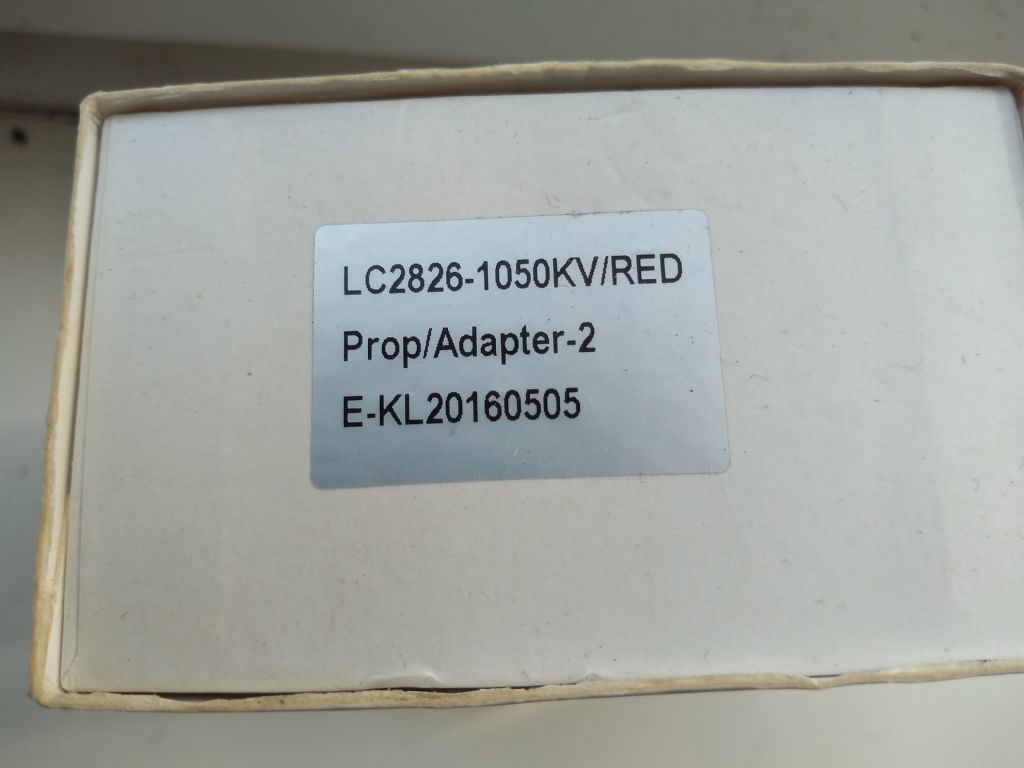 LC2826-1050KV/RED
Prop/Adapter-2
E-KL20160505